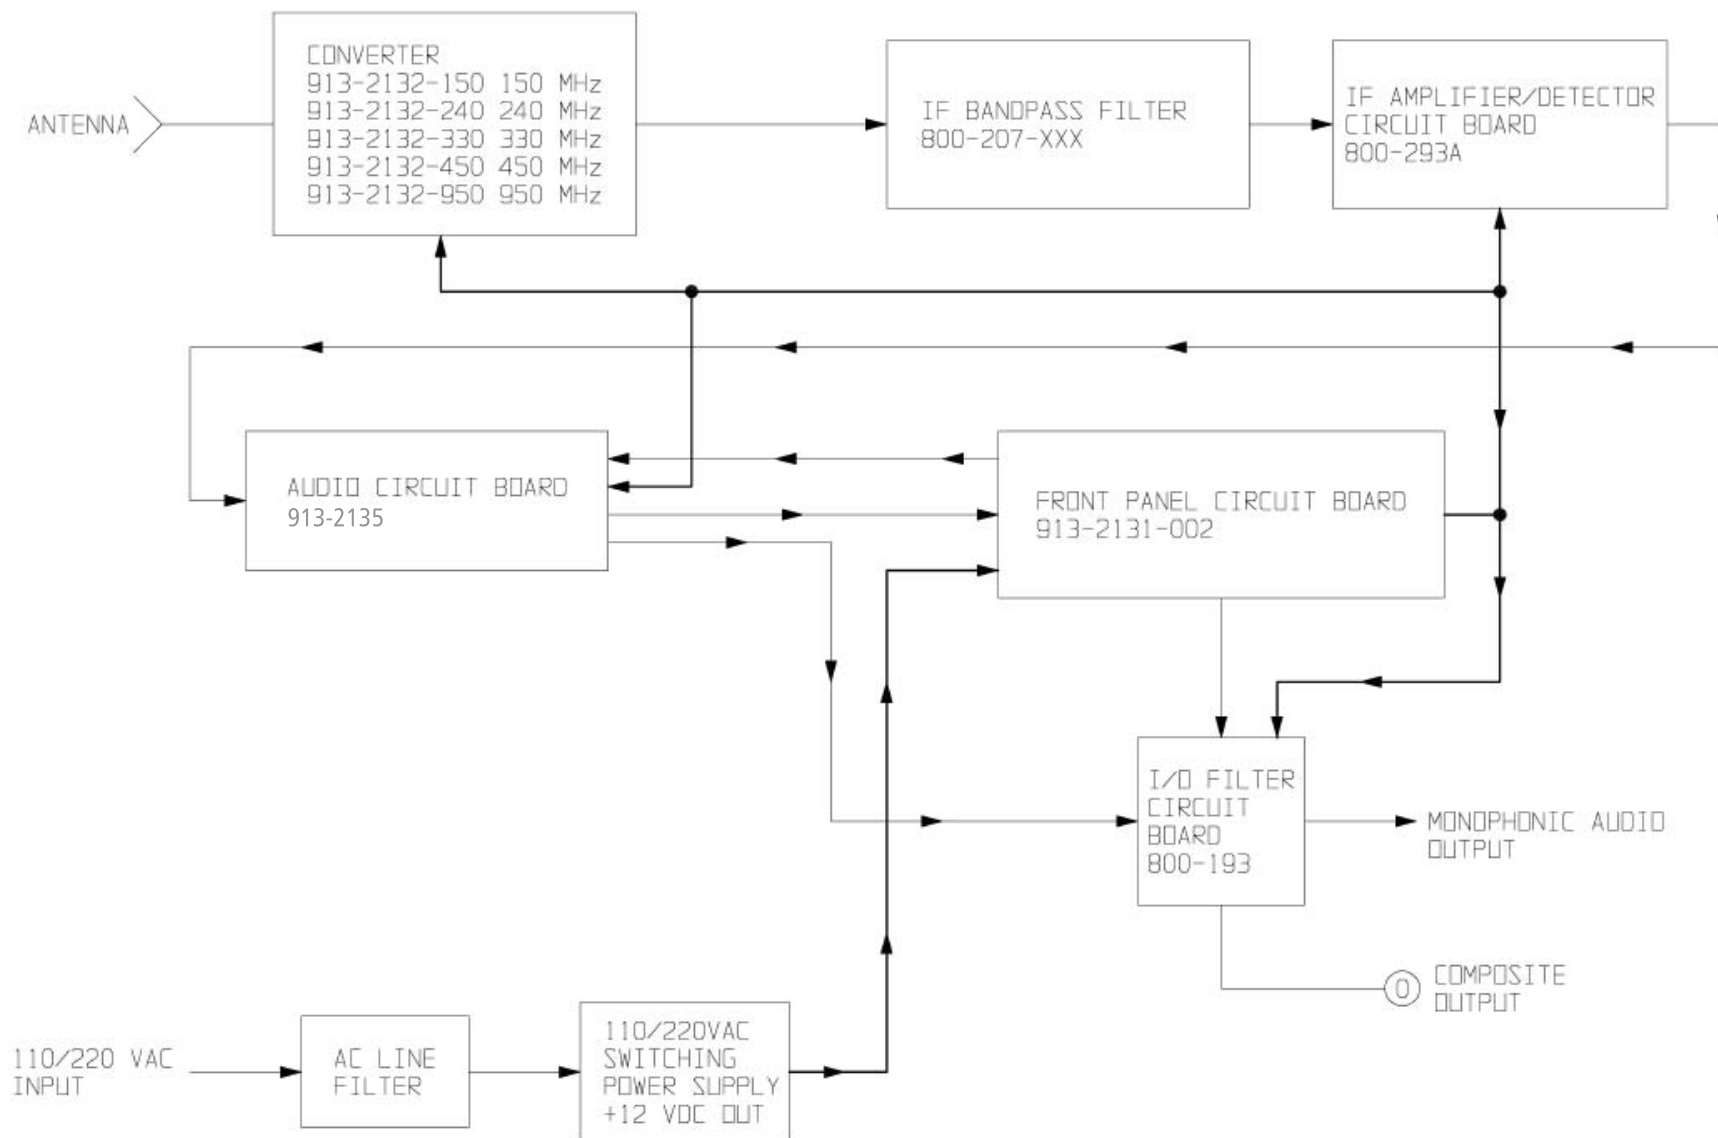 CONVERTER
913-2132-150 150 MHz
913-2132-240 240 MHz
913-2132-330 330 MHz
913-2132-450 450 MHz
913-2132-950 950 MHz
ANTENNA
IF BANDPASS FILTER
800-207-XXX
IF AMPLIFIER/DETECTOR
CIRCUIT BOARD
800-293A
AUDIO CIRCUIT BOARD
913-2135
FRONT PANEL CIRCUIT BOARD
913-2131-002
I/O FILTER
CIRCUIT
BOARD
800-193
MONOPHONIC AUDIO
OUTPUT
COMPOSITE
OUTPUT
110/220 VAC
INPUT
AC LINE
FILTER
110/220VAC
SWITCHING
POWER SUPPLY
+12 VDC OUT